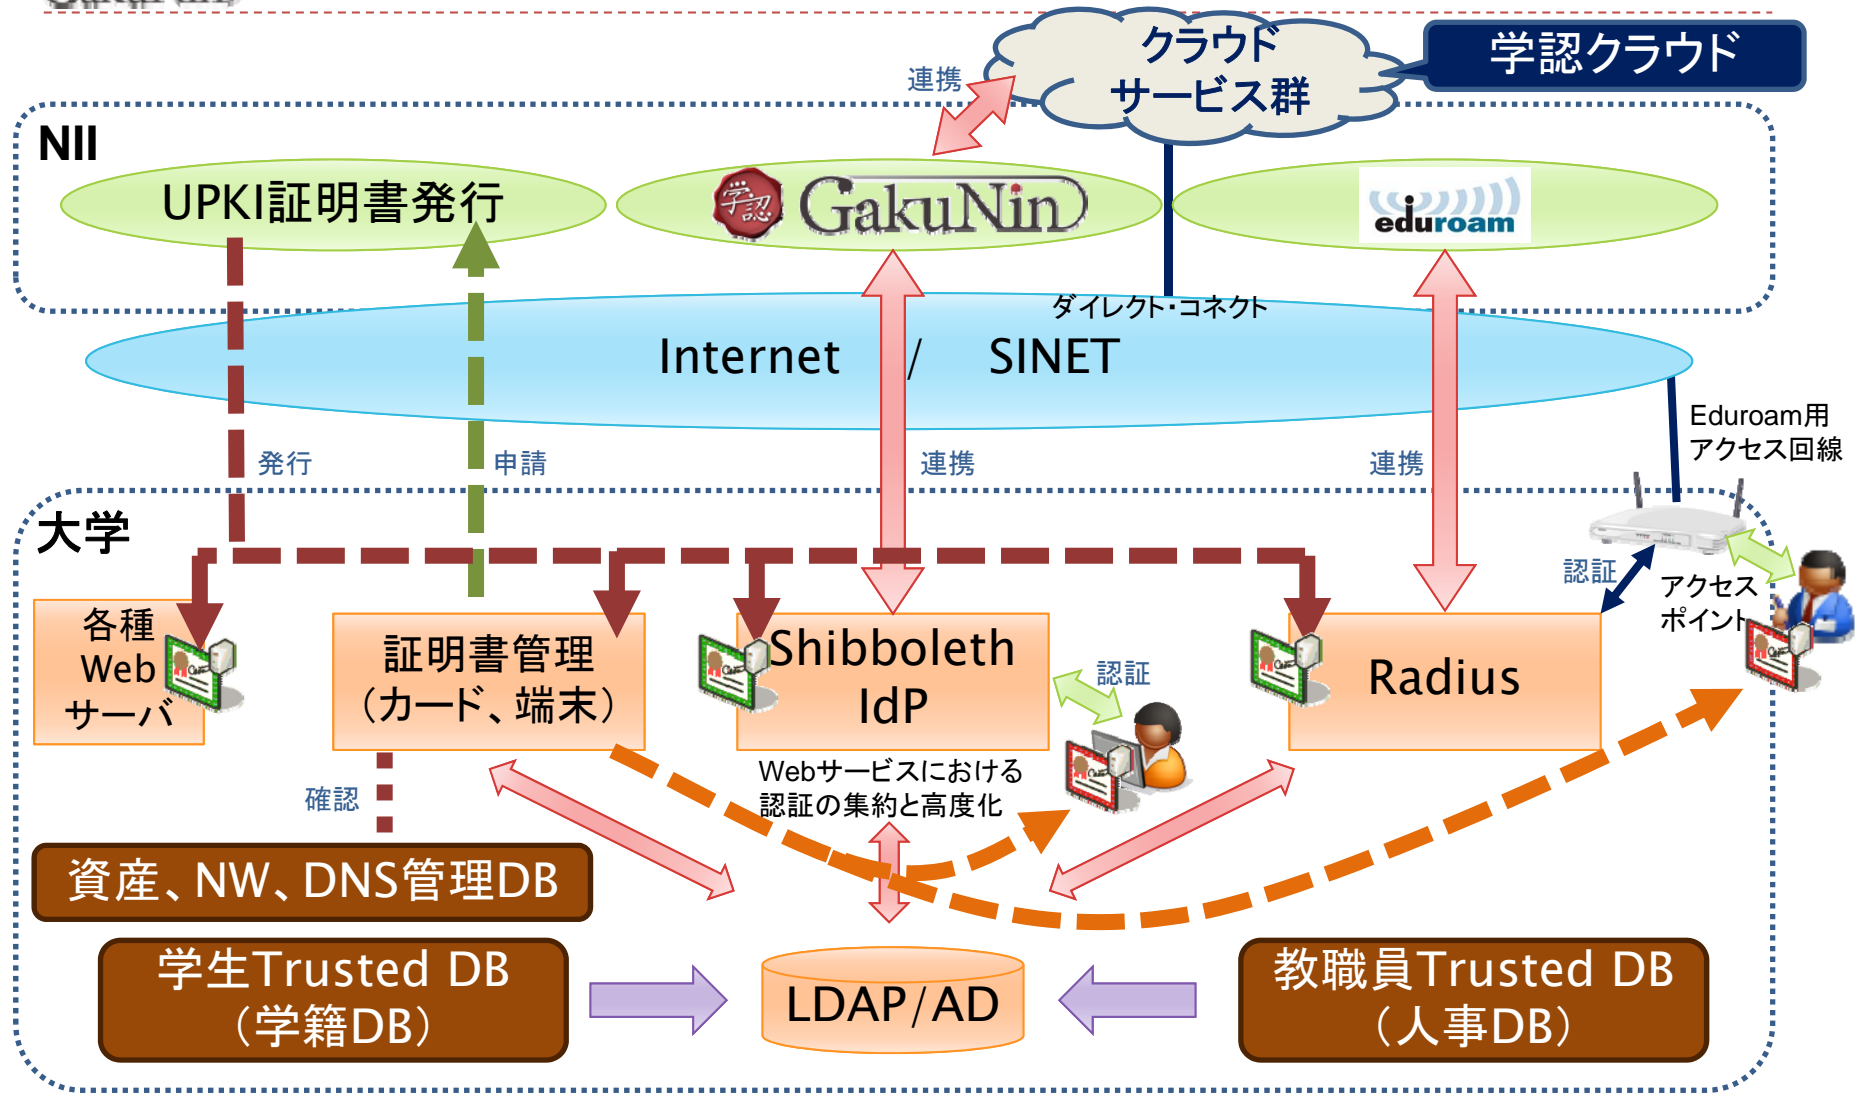 クラウド
サービス群
学認クラウド
連携
NII
UPKI証明書発行
学認
GakuNin
eduroam
ダイレクト・コネクト
Internet / SINET
Eduroam用
アクセス回線
発行
申請
連携
連携
大学
認証
アクセス
ポイント
各種
Web
サーバ
証明書管理
（カード、端末）
Shibboleth
IdP
認証
Radius
Webサービスにおける
認証の集約と高度化
確認
資産、NW、DNS管理DB
学生Trusted DB
（学籍DB）
LDAP/AD
教職員Trusted DB
（人事DB）